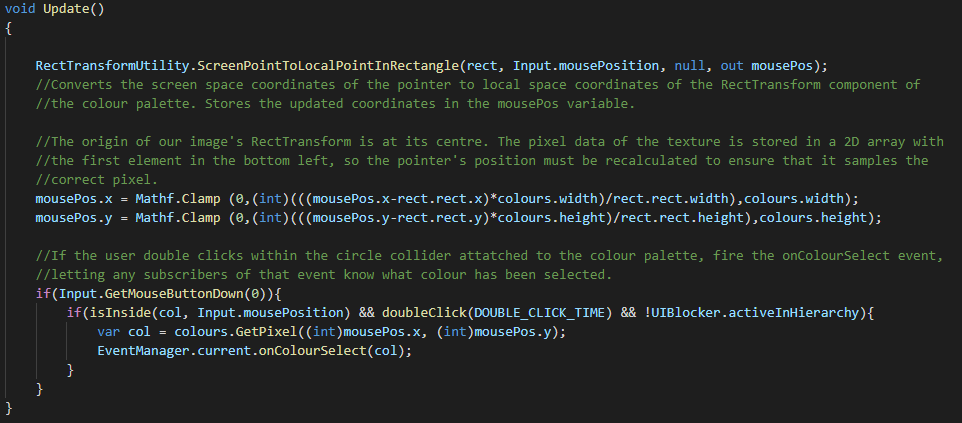 void Update()
{
RectTransformUtility.ScreenPointToLocalPointInRectangle(rect, Input.mousePosition, null, out mousePos);
//Converts the screen space coordinates of the pointer to local space coordinates of the RectTransform component of
//the colour palette. Stores the updated coordinates in the mousePos variable.
//The origin of our image's RectTransform is at its centre. The pixel data of the texture is stored in a 2D array with
//the first element in the bottom left, so the pointer's position must be recalculated to ensure that it samples the
//correct pixel.
mousePos.x = Mathf.Clamp (0,(int)(((mousePos.x-rect.rect.x)*colours.width)/rect.rect.width),colours.width);
mousePos.y = Mathf.Clamp (0,(int)(((mousePos.y-rect.rect.y)*colours.height)/rect.rect.height),colours.height);
//If the user double clicks within the circle collider attatched to the colour palette, fire the onColourSelect event,
//letting any subscribers of that event know what colour has been selected.
if(Input.GetMouseButtonDown(0)){
if(isInside(col, Input.mousePosition) && doubleClick(DOUBLE_CLICK_TIME) && !UIBlocker.activeInHierarchy){
var col = colours.GetPixel((int)mousePos.x, (int)mousePos.y);
EventManager.current.onColourSelect(col);
}
}
}